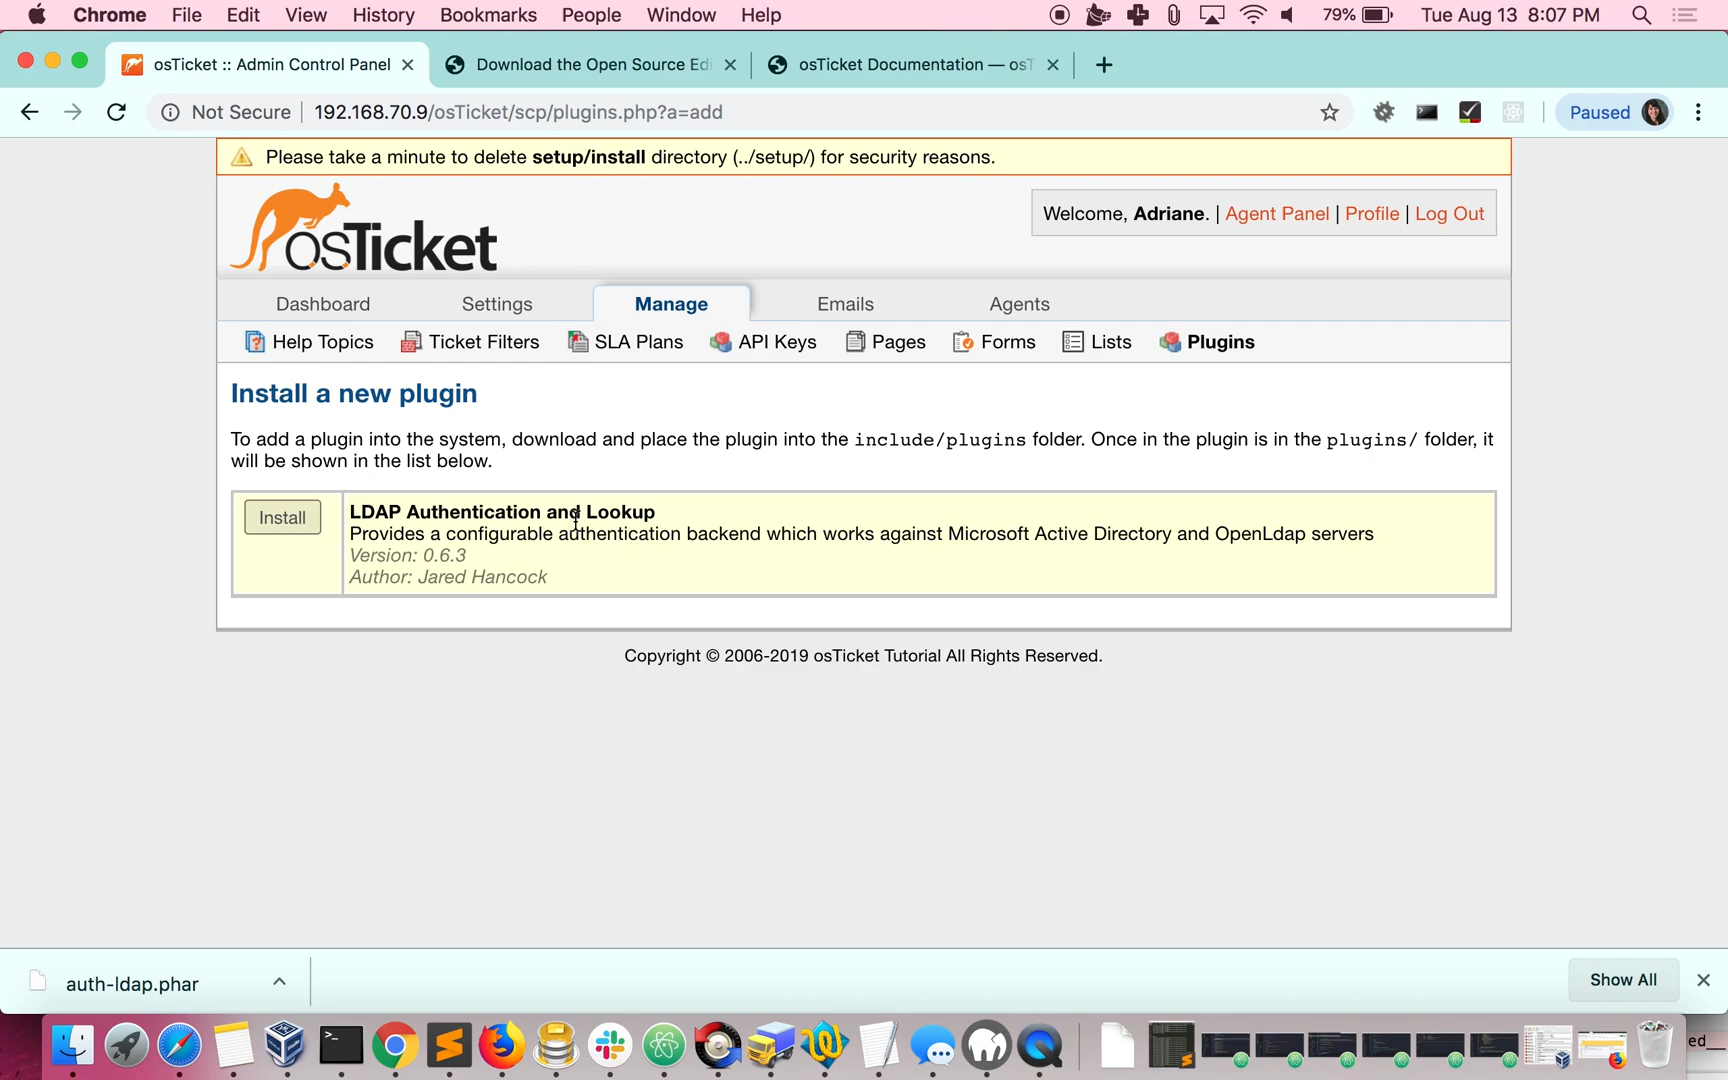 Chrome File Edit View History Bookmarks People Window Help 79% Tue Aug 13 8:07 PM
osTicket :: Admin Control Panel Download the Open Source Edi osTicket Documentation — osT
Not Secure 192.168.70.9/osTicket/scp/plugins.php?a=add Paused
Please take a minute to delete setup/install directory (../setup/) for security reasons.
osTicket
Welcome, Adriane. | Agent Panel | Profile | Log Out
Dashboard Settings Manage Emails Agents
Help Topics Ticket Filters SLA Plans API Keys Pages Forms Lists Plugins
Install a new plugin
To add a plugin into the system, download and place the plugin into the include/plugins folder. Once in the plugin is in the plugins/ folder, it
will be shown in the list below.
Install LDAP Authentication and Lookup
Provides a configurable authentication backend which works against Microsoft Active Directory and OpenLdap servers
Version: 0.6.3
Author: Jared Hancock
Copyright © 2006-2019 osTicket Tutorial All Rights Reserved.
auth-ldap.phar Show All